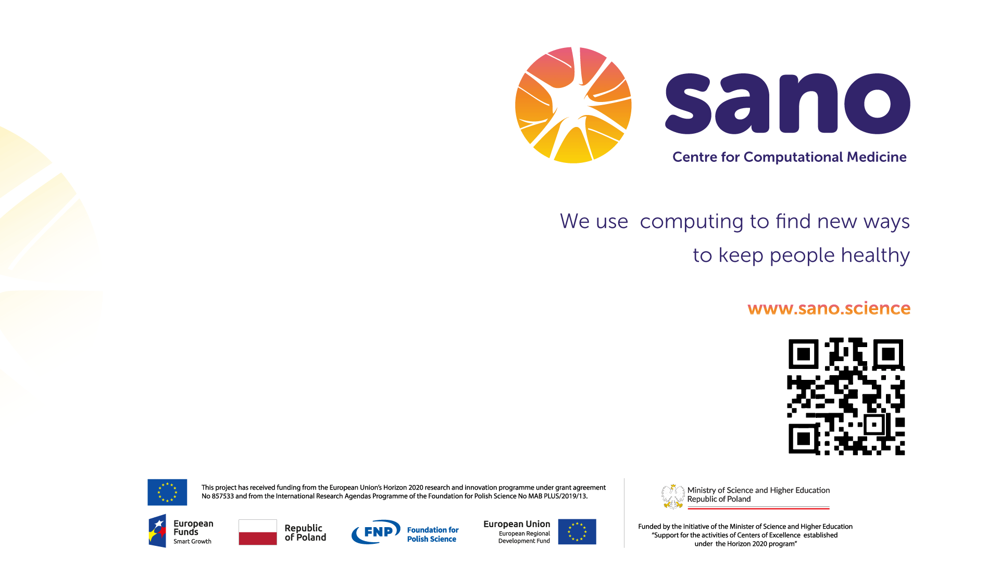 sano
Centre for Computational Medicine
We use  computing to find new ways
to keep people healthy
www.sano.science
This project has received funding from the European Union's Horizon 2020 research and innovation programme under grant agreement
No 857533 and from the International Research Agendas Programme of the Foundation for Polish Science No MAB PLUS/2019/13.
European
Funds
Smart Growth
Republic
of Poland
FNP
Foundation for
Polish Science
European Union
European Regional
Development Fund
Ministry of Science and Higher Education
Republic of Poland
Funded by the initiative of the Minister of Science and Higher Education
“Support for the activities of Centers of Excellence  established
under  the Horizon 2020 program”